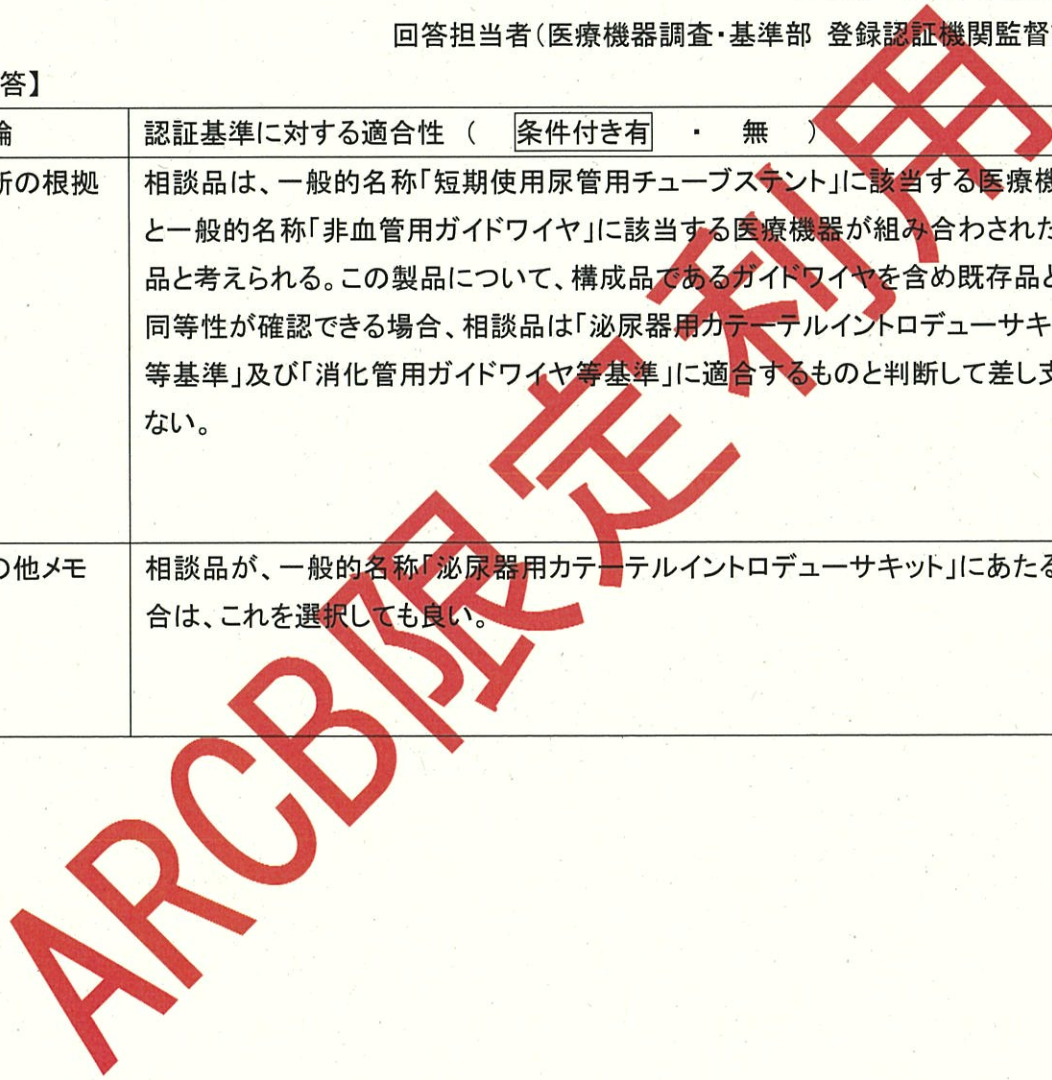 回答担当者(医療機器調査・基準部 登録認証機関監督
答】
論
認証基準に対する適合性 ( 条件付き有 ・ 無 )
断の根拠
相談品は、一般的名称「短期使用尿管用チューブステント」に該当する医療機
と一般的名称「非血管用ガイドワイヤ」に該当する医療機器が組み合わされた
品と考えられる。この製品について、構成品であるガイドワイヤを含め既存品と
同等性が確認できる場合、相談品は「泌尿器用カテーテルイントロデューサキ
等基準」及び「消化管用ガイドワイヤ等基準」に適合するものと判断して差し支
ない。
の他メモ
相談品が、一般的名称「泌尿器用カテーテルイントロデューサキット」にあたる
合は、これを選択しても良い。
ARCB限定利用